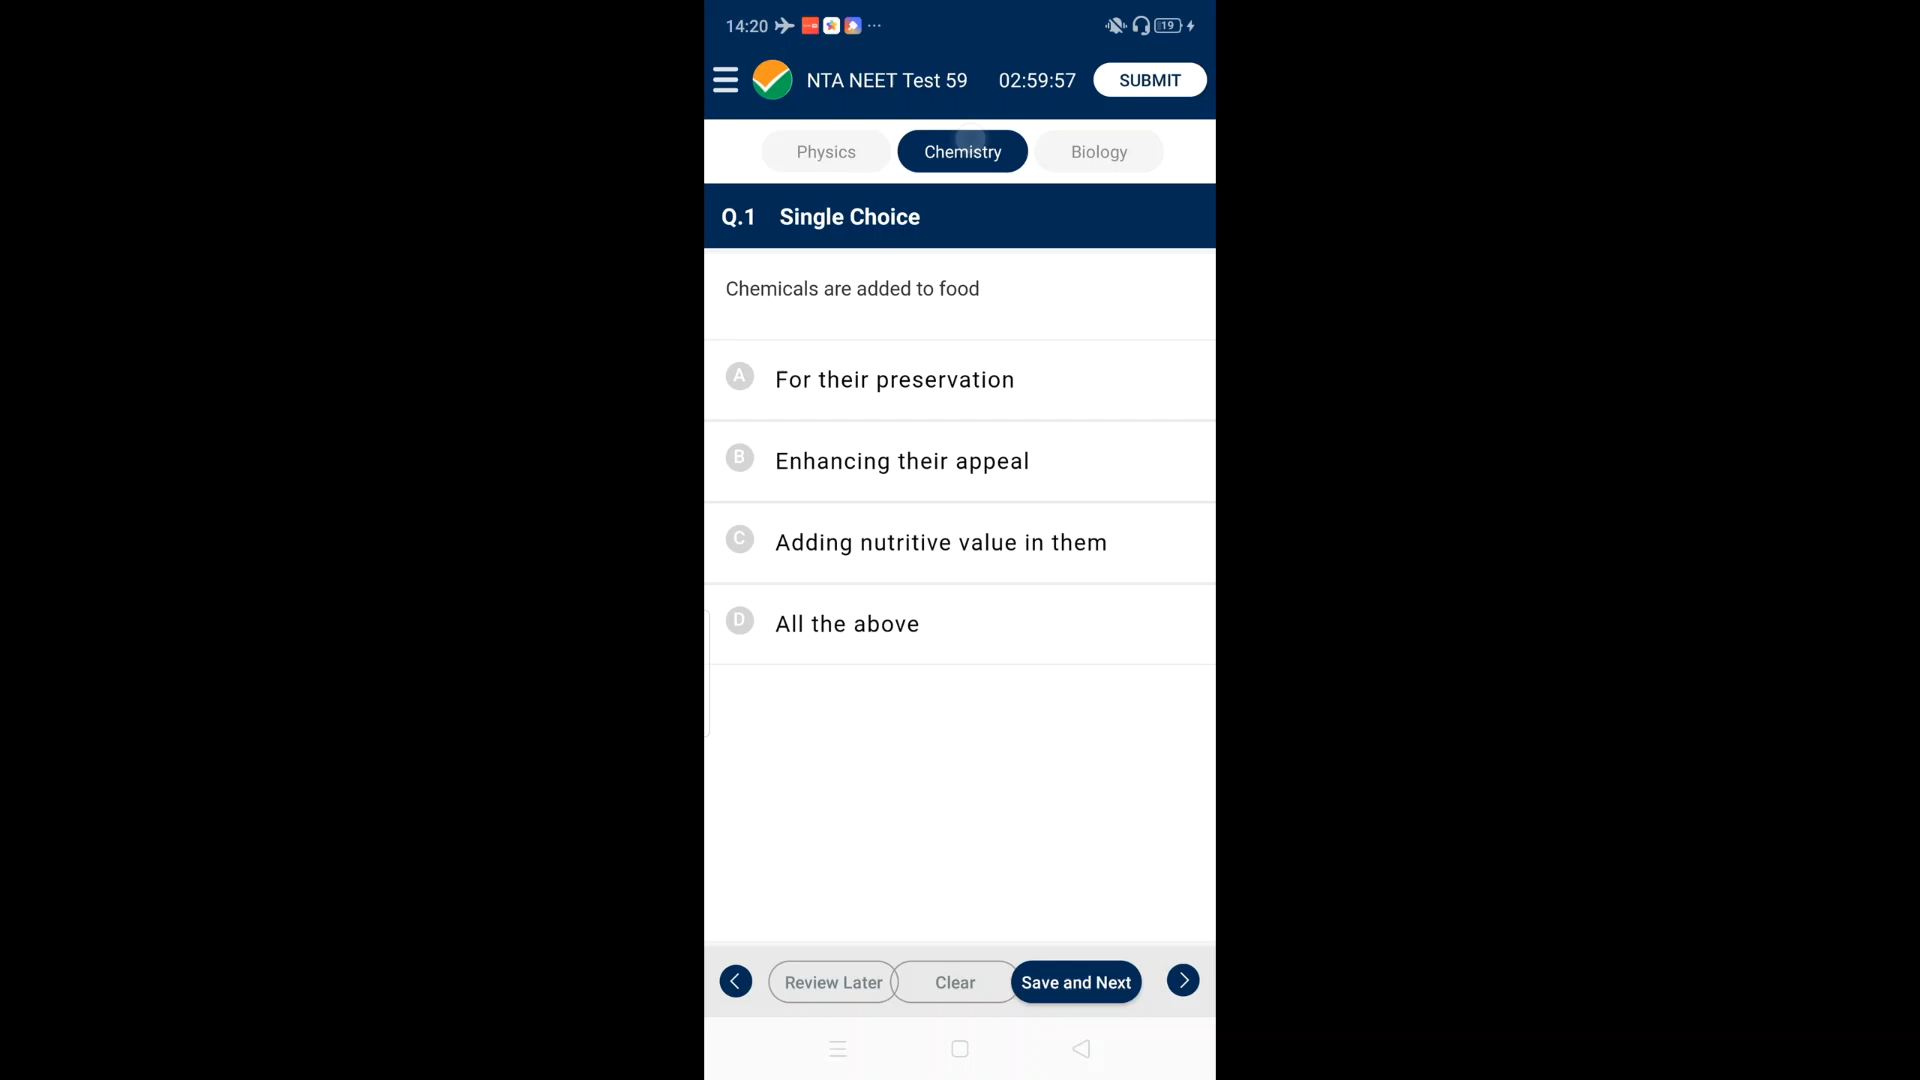 14:20 19
NTA NEET Test 59 02:59:57 SUBMIT
Physics Chemistry Biology
Q.1 Single Choice
Chemicals are added to food
A For their preservation
B Enhancing their appeal
C Adding nutritive value in them
D All the above
Review Later Clear Save and Next